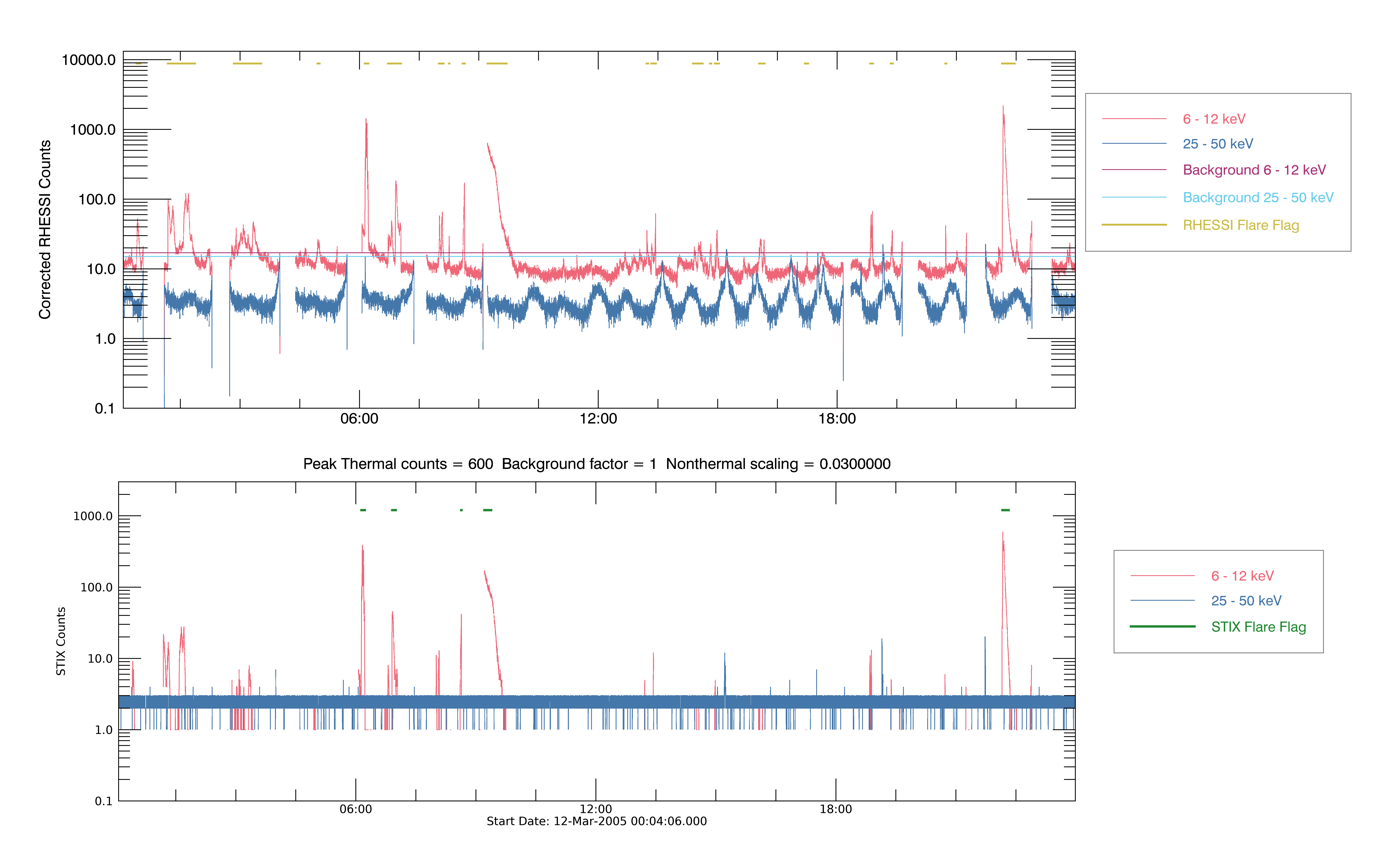 10000.0
1000.0
100.0
10.0
1.0
0.1
Corrected RHESSI Counts
06:00
12:00
18:00
6 - 12 keV
25 - 50 keV
Background 6 - 12 keV
Background 25 - 50 keV
RHESSI Flare Flag
Peak Thermal counts = 600 Background factor = 1 Nonthermal scaling = 0.0300000
1000.0
100.0
10.0
1.0
0.1
STIX Counts
06:00
12:00
18:00
Start Date: 12-Mar-2005 00:04:06.000
6 - 12 keV
25 - 50 keV
STIX Flare Flag